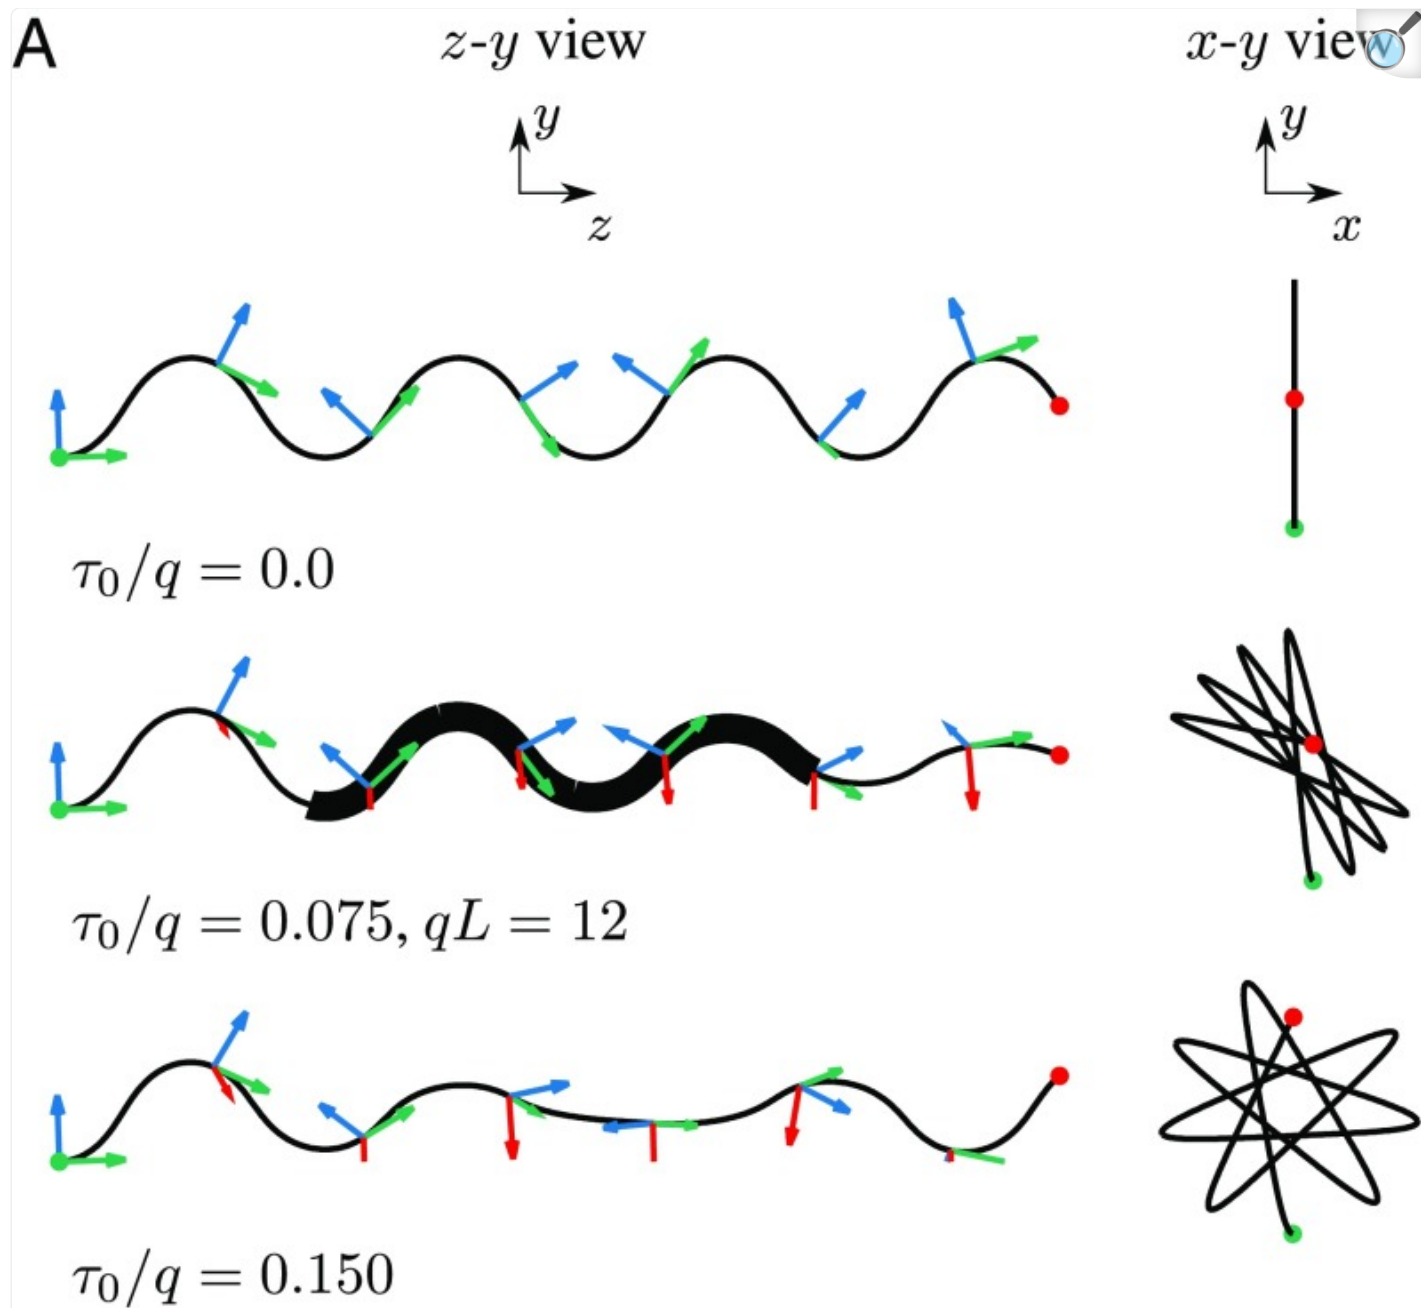 A
z-y view
x-y view
y
z
y
x
τ₀/q = 0.0
τ₀/q = 0.075, qL = 12
τ₀/q = 0.150